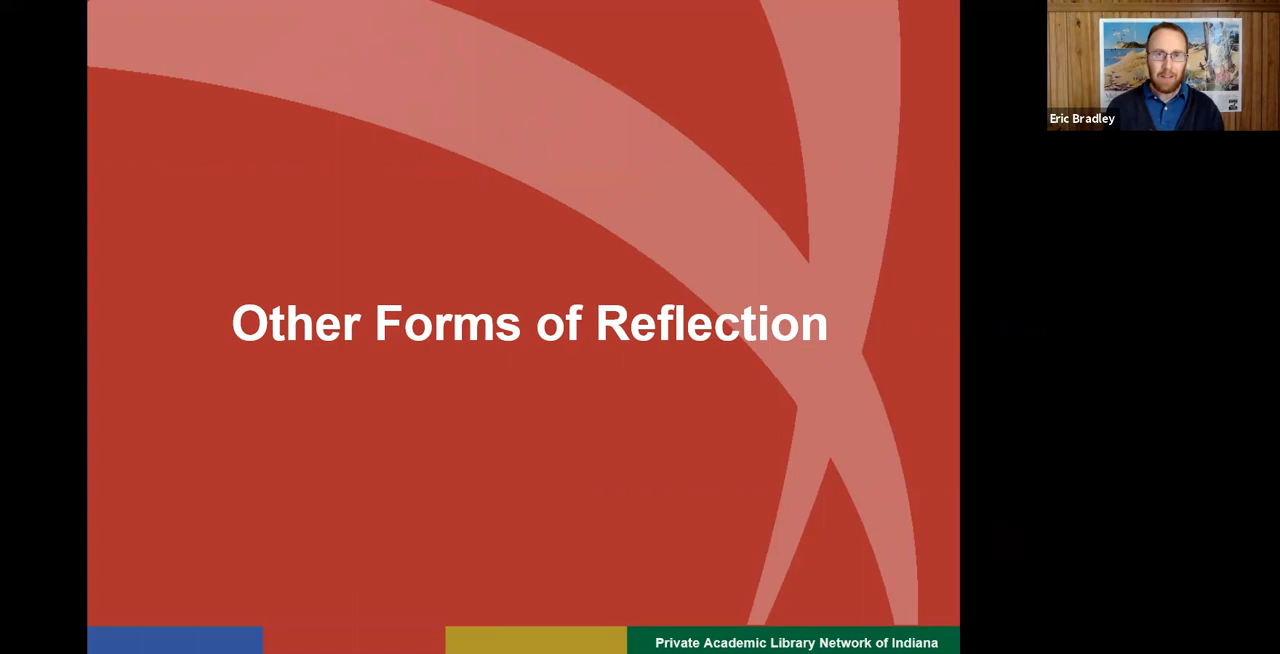 Eric Bradley
Other Forms of Reflection
Private Academic Library Network of Indiana